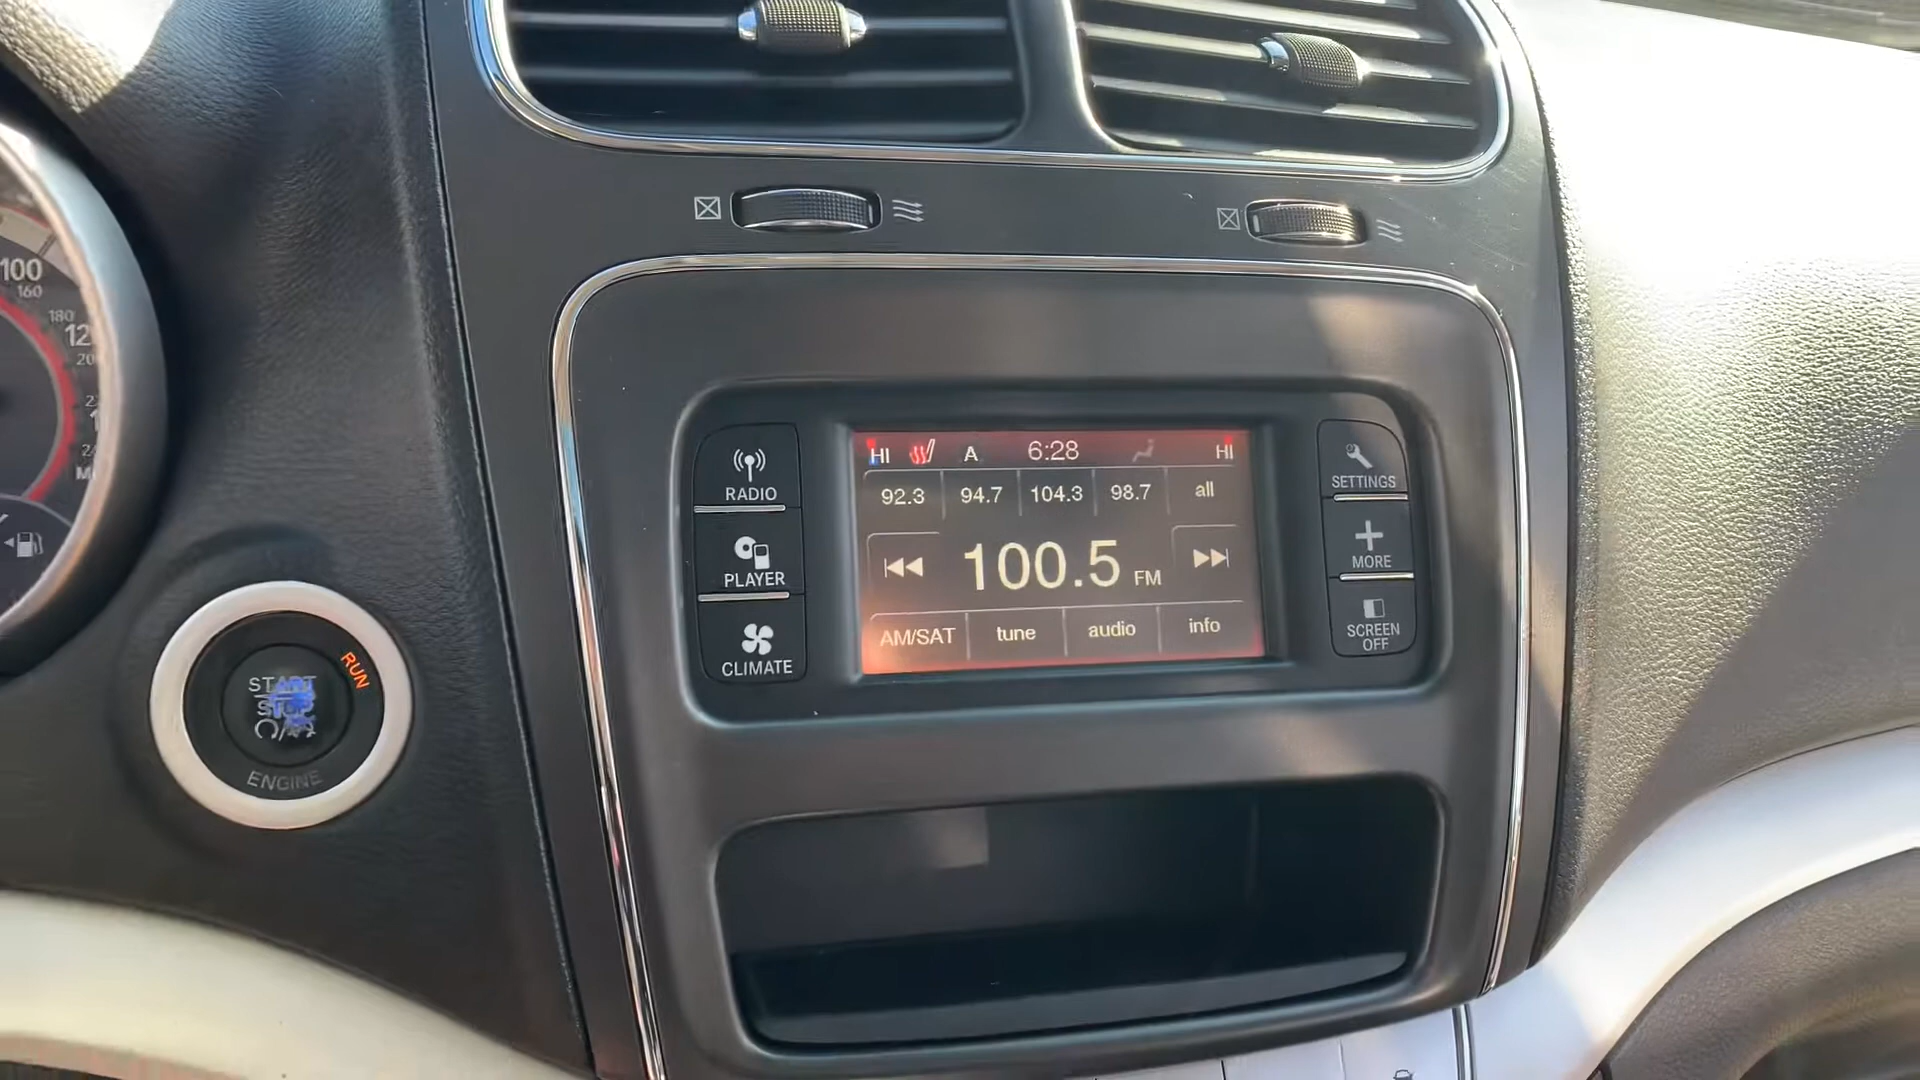 100
160
180
RADIO
PLAYER
CLIMATE
HI A 6:28 HI
92.3 94.7 104.3 98.7 all
100.5 FM
AM/SAT tune audio info
SETTINGS
MORE
SCREEN
OFF
START
STOP
RUN
ENGINE